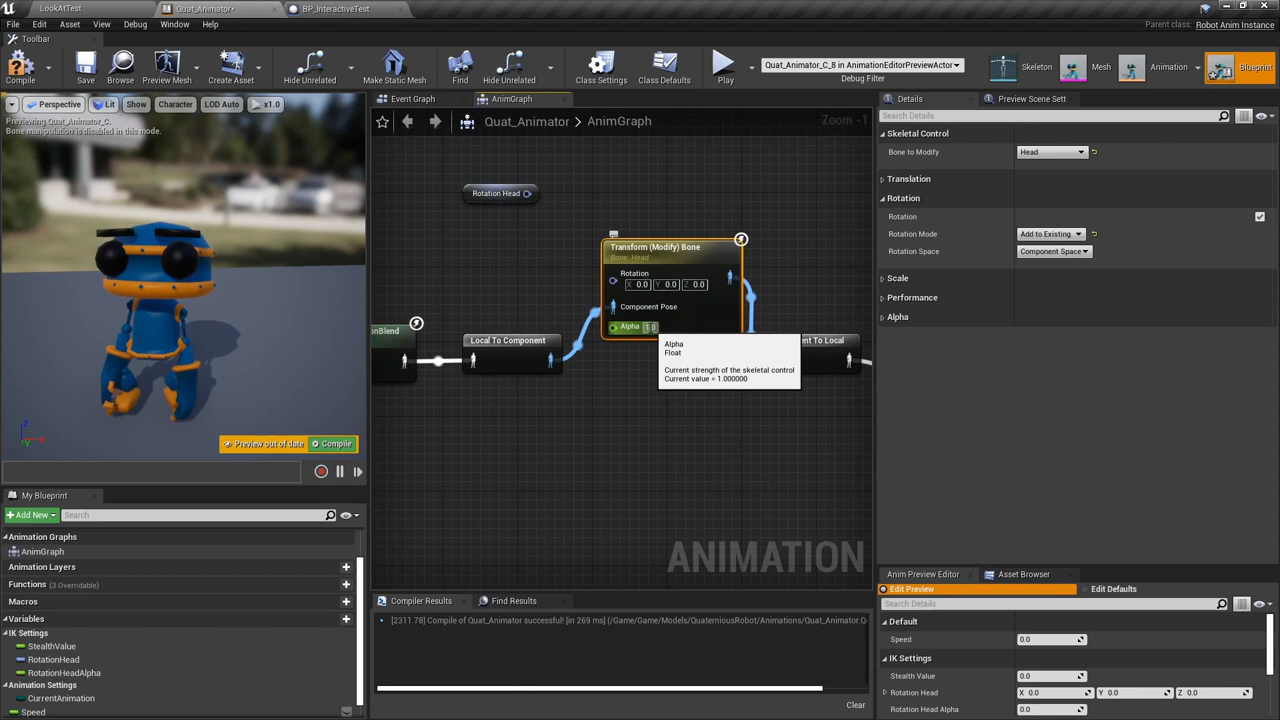 LookAtTest
Quat_Animator*
BP_InteractiveTest
File
Edit
Asset
View
Debug
Window
Help
Parent class:
Robot Anim Instance
Toolbar
Compile
Save
Browse
Preview Mesh
Create Asset
Hide Unrelated
Make Static Mesh
Find
Hide Unrelated
Class Settings
Class Defaults
Play
Quat_Animator_C_8 in AnimationEditorPreviewActor
Debug Filter
Skeleton
Mesh
Animation
Blueprint
Perspective
Lit
Show
Character
LOD Auto
x1.0
Previewing Quat_Animator_C.
Bone manipulation is disabled in this mode.
Preview out of date
Compile
My Blueprint
Add New
Search
Animation Graphs
AnimGraph
Animation Layers
Functions (3 Overridable)
Macros
Variables
IK Settings
StealthValue
RotationHead
RotationHeadAlpha
Animation Settings
CurrentAnimation
Speed
Event Graph
AnimGraph
Quat_Animator > AnimGraph
Zoom -1
Rotation Head
Transform (Modify) Bone
Bone: Head
Rotation
X 0.0 Y 0.0 Z 0.0
Component Pose
Alpha 1.0
onBlend
Local To Component
nt To Local
Alpha
Float
Current strength of the skeletal control
Current value = 1.000000
ANIMATION
Compiler Results
Find Results
[2311.78] Compile of Quat_Animator successful! [in 269 ms] (/Game/Game/Models/QuaterniousRobot/Animations/Quat_Animator.Q
Clear
Details
Preview Scene Sett
Search Details
Skeletal Control
Bone to Modify
Head
Translation
Rotation
Rotation
Rotation Mode
Add to Existing
Rotation Space
Component Space
Scale
Performance
Alpha
Anim Preview Editor
Asset Browser
Edit Preview
Edit Defaults
Search Details
Default
Speed
0.0
IK Settings
Stealth Value
0.0
Rotation Head
X 0.0 Y 0.0 Z 0.0
Rotation Head Alpha
0.0